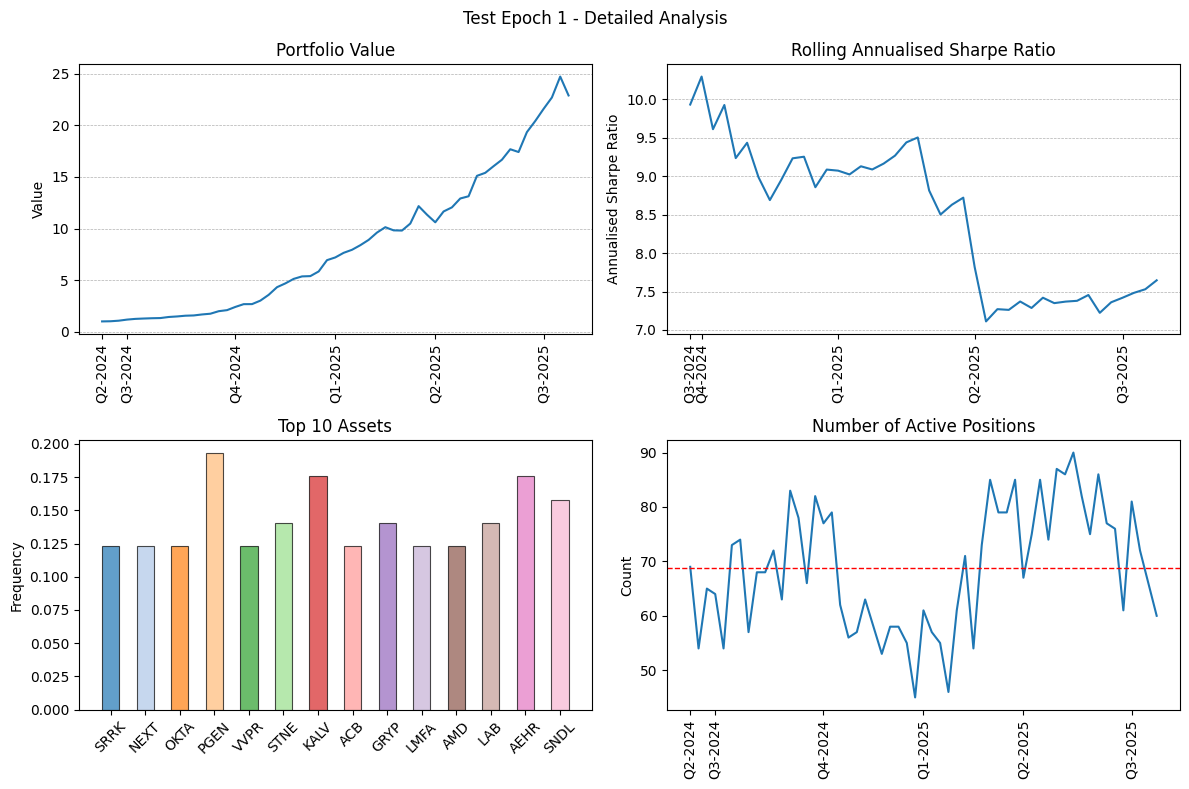 Test Epoch 1 - Detailed Analysis
Portfolio Value
Value
25
20
15
10
5
0
Q2-2024
Q3-2024
Q4-2024
Q1-2025
Q2-2025
Q3-2025
Rolling Annualised Sharpe Ratio
Annualised Sharpe Ratio
10.0
9.5
9.0
8.5
8.0
7.5
7.0
Q3-2024
Q4-2024
Q1-2025
Q2-2025
Q3-2025
Top 10 Assets
Frequency
0.200
0.175
0.150
0.125
0.100
0.075
0.050
0.025
0.000
SRRK
NEXT
OKTA
PGEN
VVPR
STNE
KALV
ACB
GRYP
LMFA
AMD
LAB
AEHR
SNDL
Number of Active Positions
Count
90
80
70
60
50
Q2-2024
Q3-2024
Q4-2024
Q1-2025
Q2-2025
Q3-2025